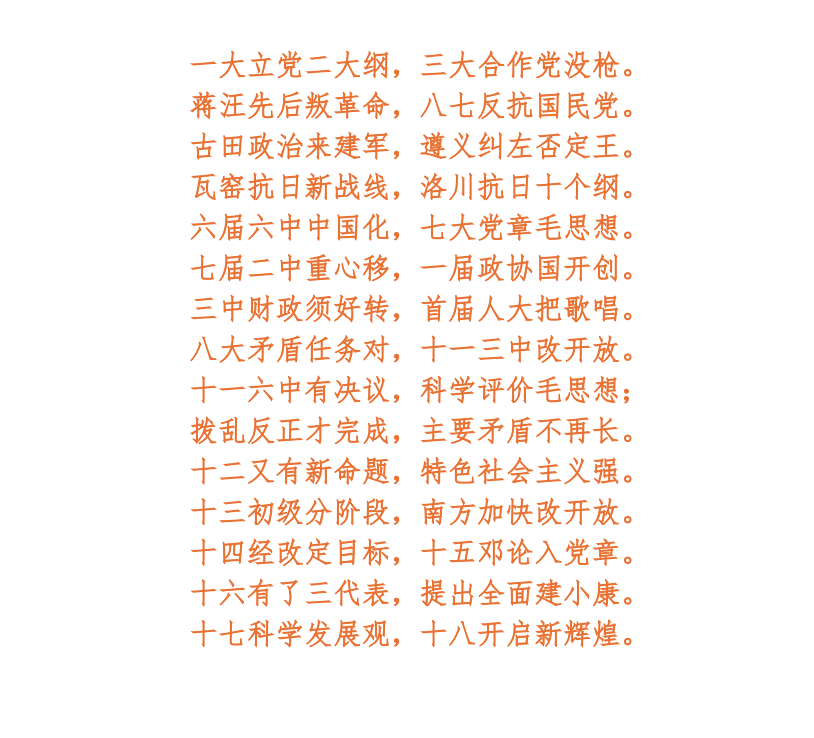 一大立党二大纲，三大合作党没枪。
蒋汪先后叛革命，八七反抗国民党。
古田政治来建军，遵义纠左否定王。
瓦窑抗日新战线，洛川抗日十个纲。
六届六中中国化，七大党章毛思想。
七届二中重心移，一届政协国开创。
三中财政须好转，首届人大把歌唱。
八大矛盾任务对，十一三中改开放。
十一六中有决议，科学评价毛思想；
拨乱反正才完成，主要矛盾不再长。
十二又有新命题，特色社会主义强。
十三初级分阶段，南方加快改开放。
十四经改定目标，十五邓论入党章。
十六有了三代表，提出全面建小康。
十七科学发展观，十八开启新辉煌。